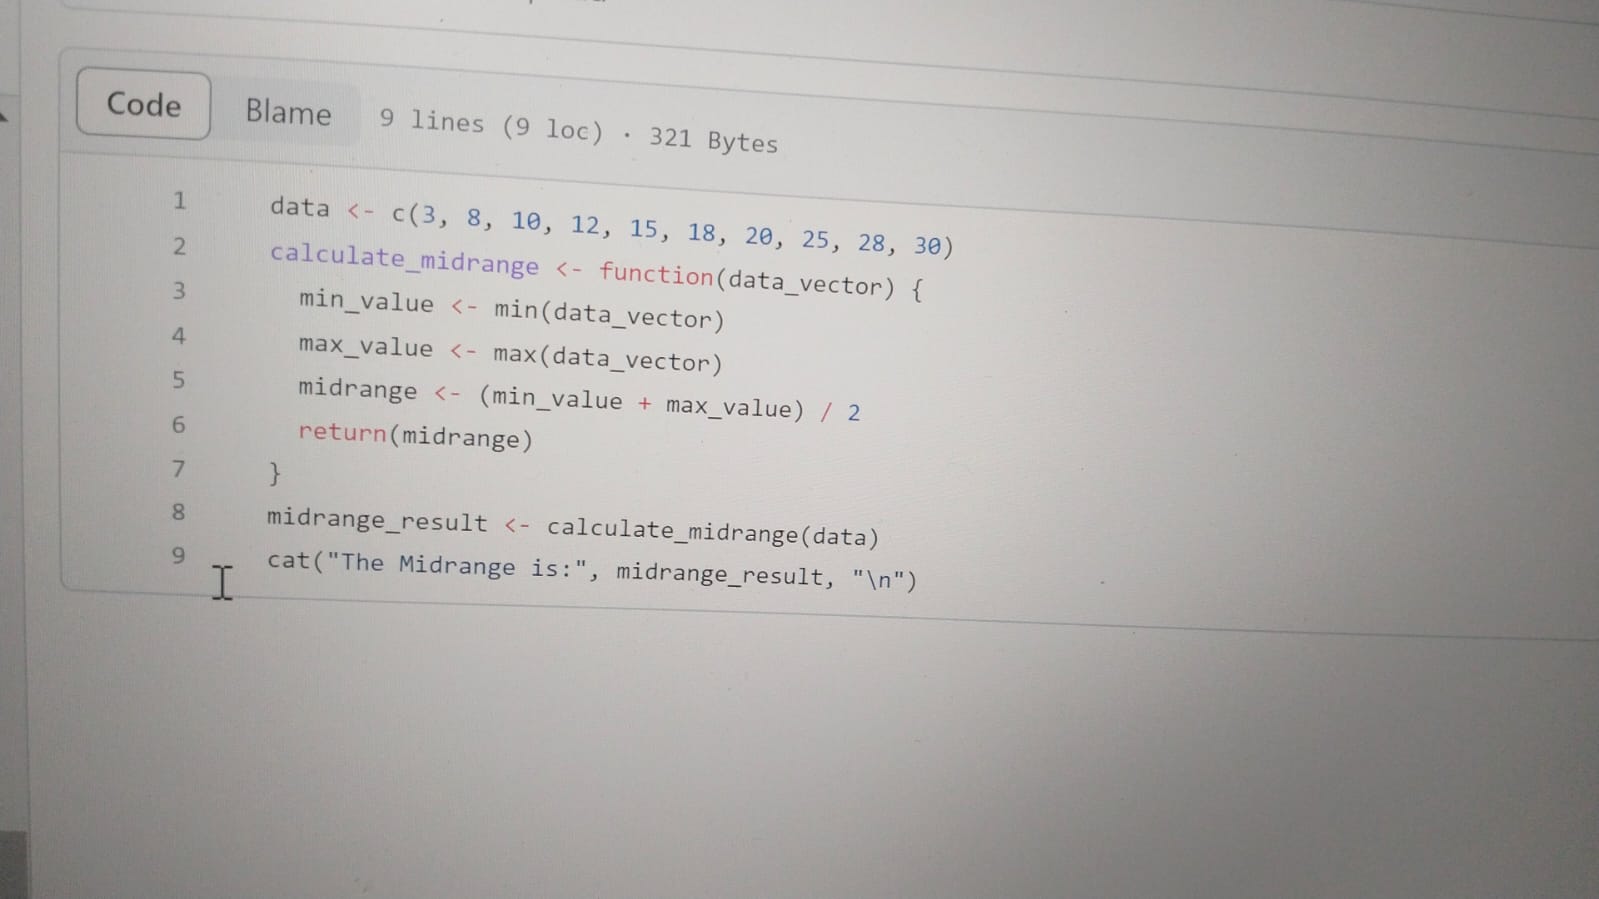 Code Blame 9 lines (9 loc) · 321 Bytes
1 data <- c(3, 8, 10, 12, 15, 18, 20, 25, 28, 30)
2 calculate_midrange <- function(data_vector) {
3   min_value <- min(data_vector)
4   max_value <- max(data_vector)
5   midrange <- (min_value + max_value) / 2
6   return(midrange)
7 }
8 midrange_result <- calculate_midrange(data)
9 cat("The Midrange is:", midrange_result, "\n")